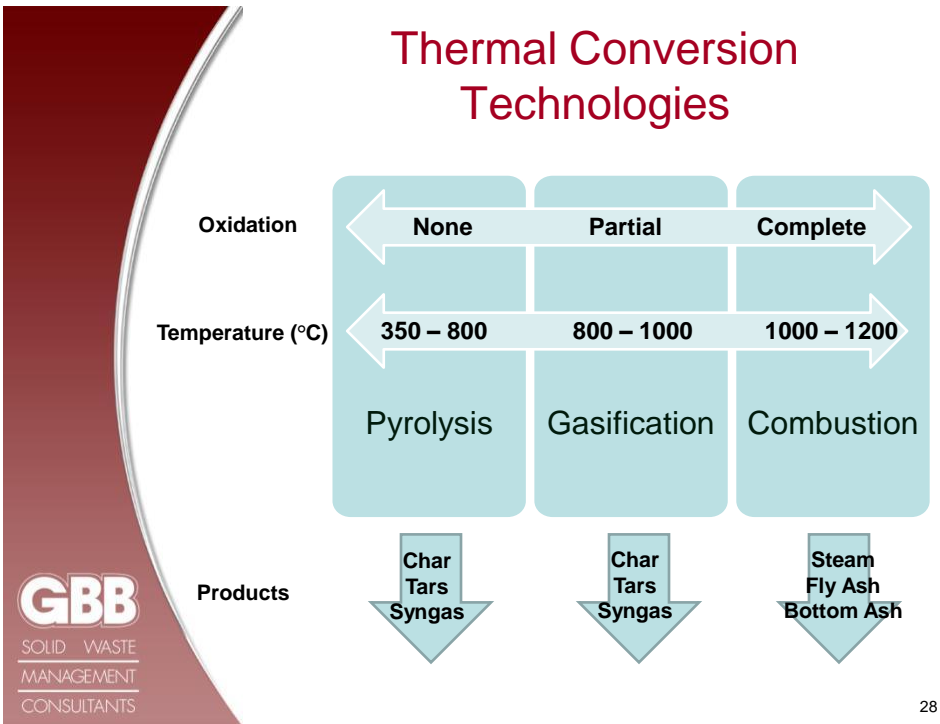 Thermal Conversion
Technologies
Oxidation None Partial Complete
Temperature (°C) 350 – 800 800 – 1000 1000 – 1200
Pyrolysis Gasification Combustion
Products
Char
Tars
Syngas
Char
Tars
Syngas
Steam
Fly Ash
Bottom Ash
GBB
SOLID WASTE
MANAGEMENT
CONSULTANTS
28